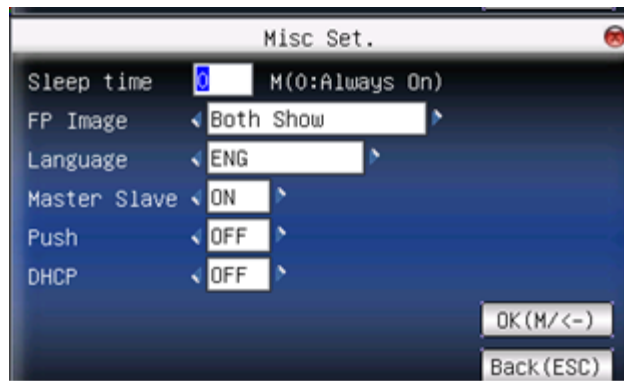 Misc Set.
Sleep time 0 M(0:Always On)
FP Image Both Show
Language ENG
Master Slave ON
Push OFF
DHCP OFF
OK(M/<-)
Back(ESC)